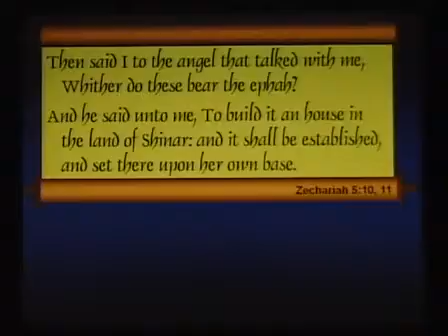 Then said I to the angel that talked with me,
Whither do these bear the ephah?
And he said unto me, To build it an house in
the land of Shinar: and it shall be established,
and set there upon her own base.
Zechariah 5:10, 11